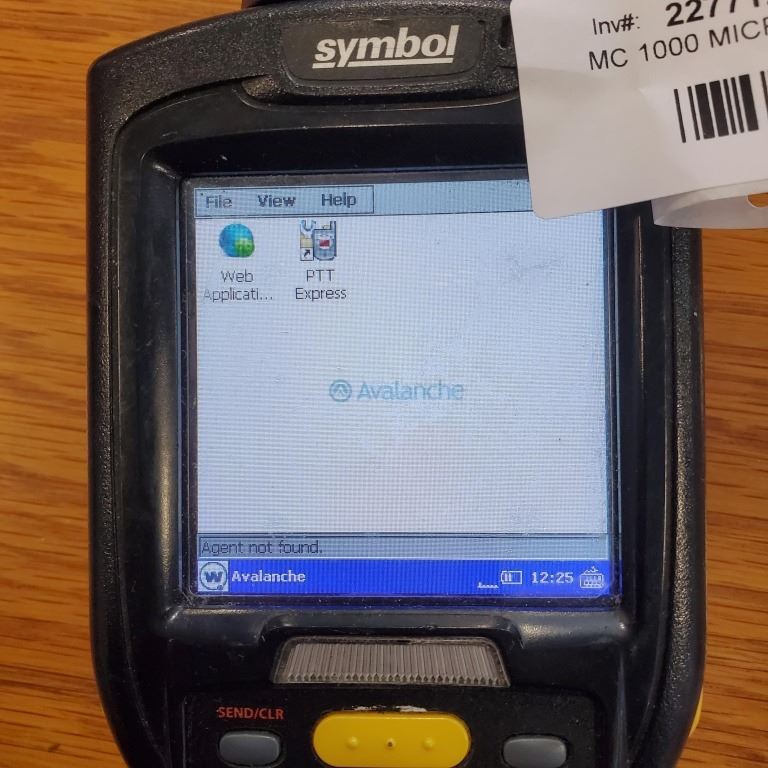 symbol
Inv#:
MC 1000
File View Help
Web
Applicati...
PTT
Express
Avalanche
Agent not found.
W Avalanche 12:25
SEND/CLR